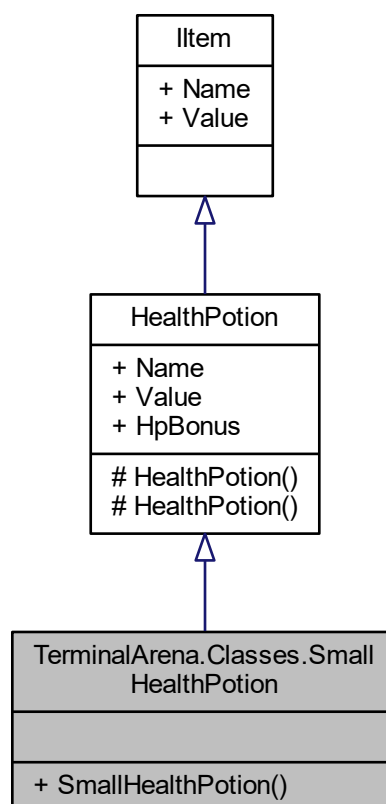 IItem
+ Name
+ Value
HealthPotion
+ Name
+ Value
+ HpBonus
# HealthPotion()
# HealthPotion()
TerminalArena.Classes.Small
HealthPotion
+ SmallHealthPotion()